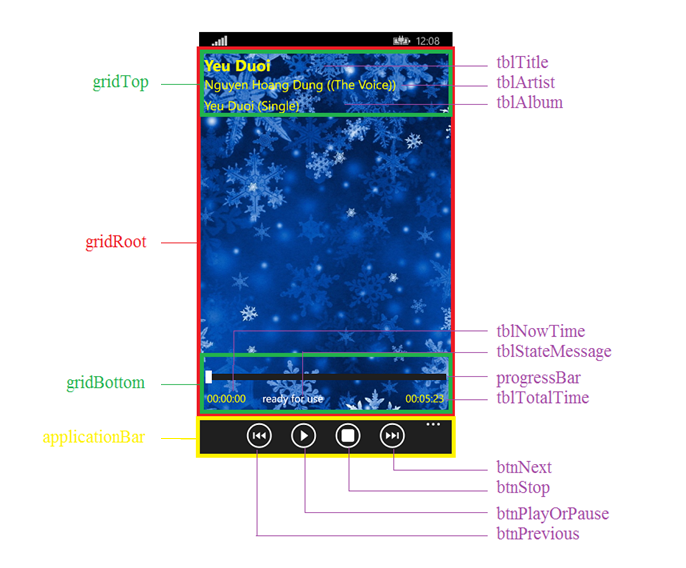 12:08
Yeu Duoi
tblTitle
gridTop
Nguyen Hoang Dung ((The Voice))
tblArtist
Yeu Duoi (Single)
tblAlbum
gridRoot
tblNowTime
tblStateMessage
gridBottom
progressBar
00:00:00 ready for use 00:05:23
tblTotalTime
applicationBar
btnNext
btnStop
btnPlayOrPause
btnPrevious